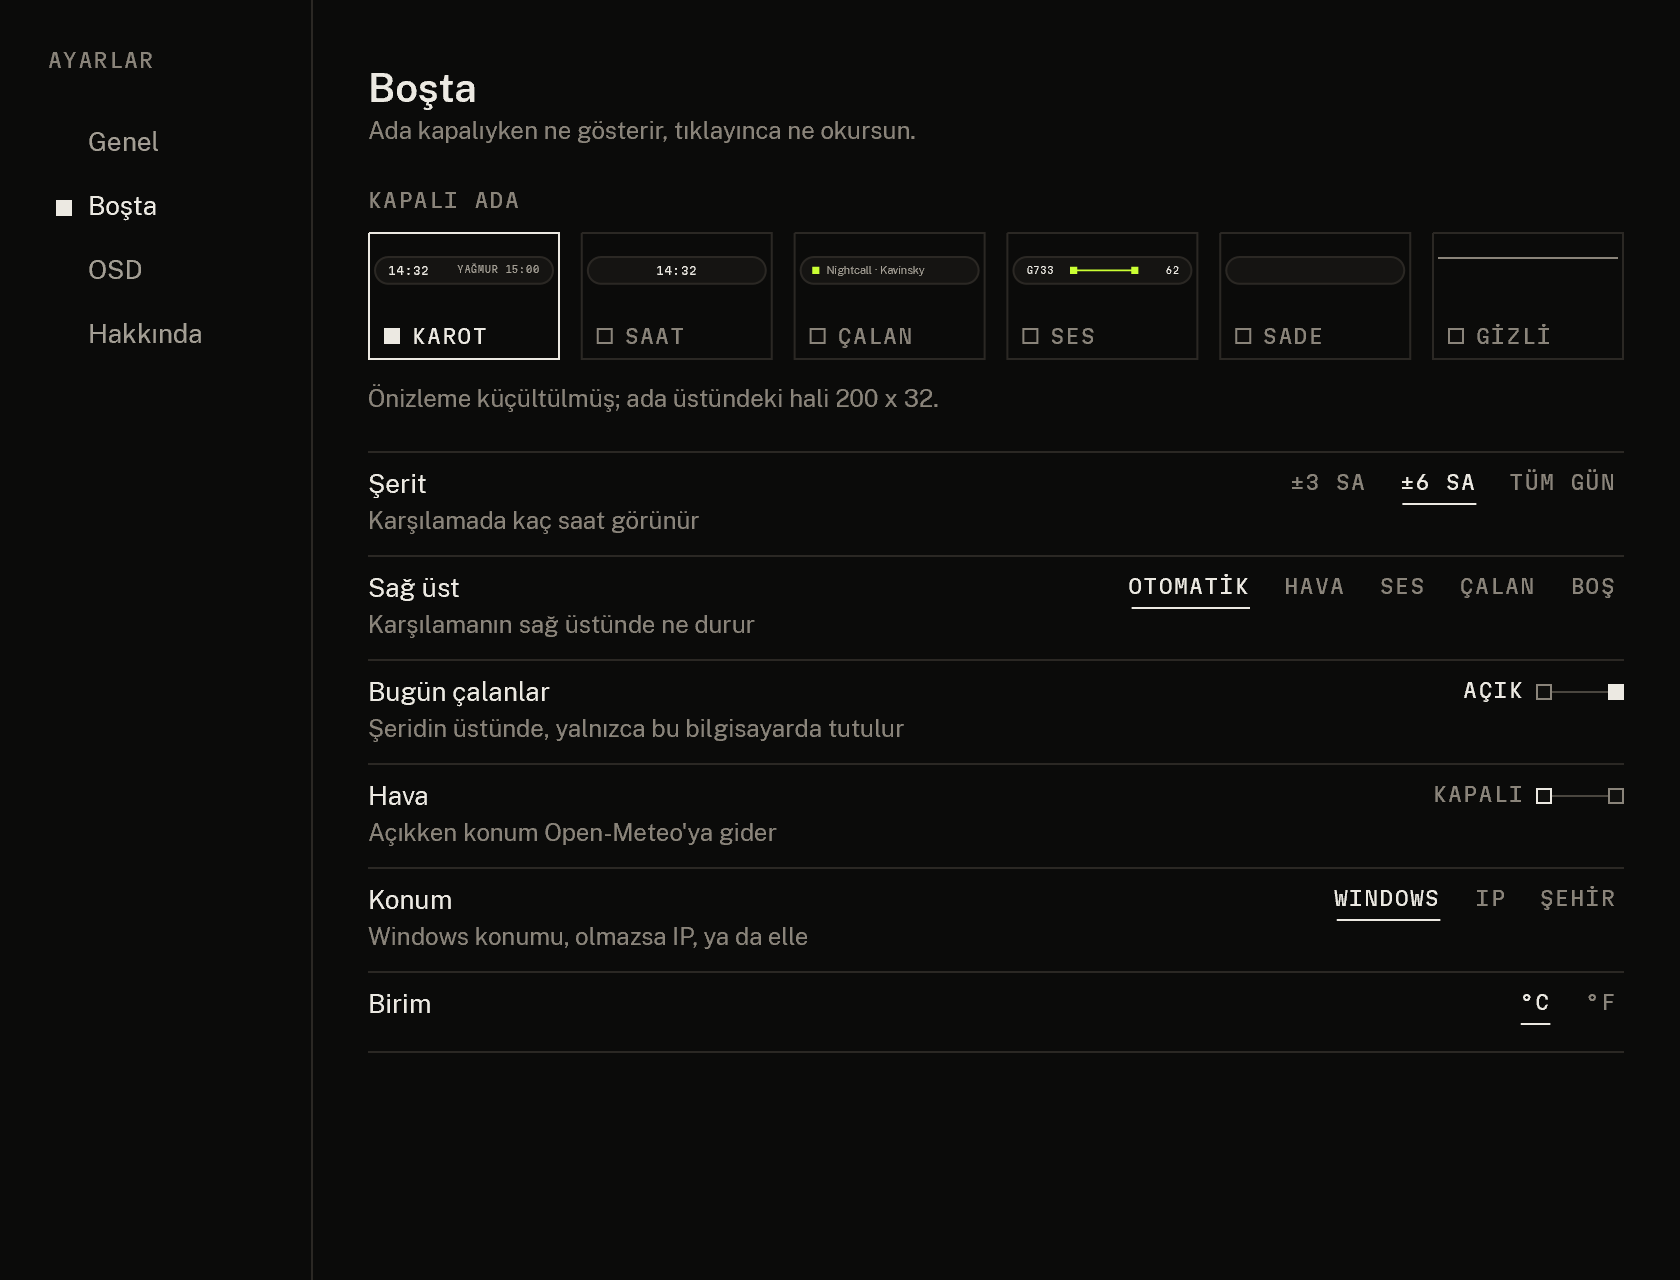 AYARLAR
Genel
Boşta
OSD
Hakkında
Boşta
Ada kapalıyken ne gösterir, tıklayınca ne okursun.
KAPALI ADA
14:32 YAĞMUR 15:00
KAROT
14:32
SAAT
Nightcall · Kavinsky
ÇALAN
G733 62
SES
SADE
GİZLİ
Önizleme küçültülmüş; ada üstündeki hali 200 x 32.
Şerit
±3 SA ±6 SA TÜM GÜN
Karşılamada kaç saat görünür
Sağ üst
OTOMATİK HAVA SES ÇALAN BOŞ
Karşılamanın sağ üstünde ne durur
Bugün çalanlar
AÇIK
Şeridin üstünde, yalnızca bu bilgisayarda tutulur
Hava
KAPALI
Açıkken konum Open-Meteo'ya gider
Konum
WINDOWS IP ŞEHİR
Windows konumu, olmazsa IP, ya da elle
Birim
°C °F